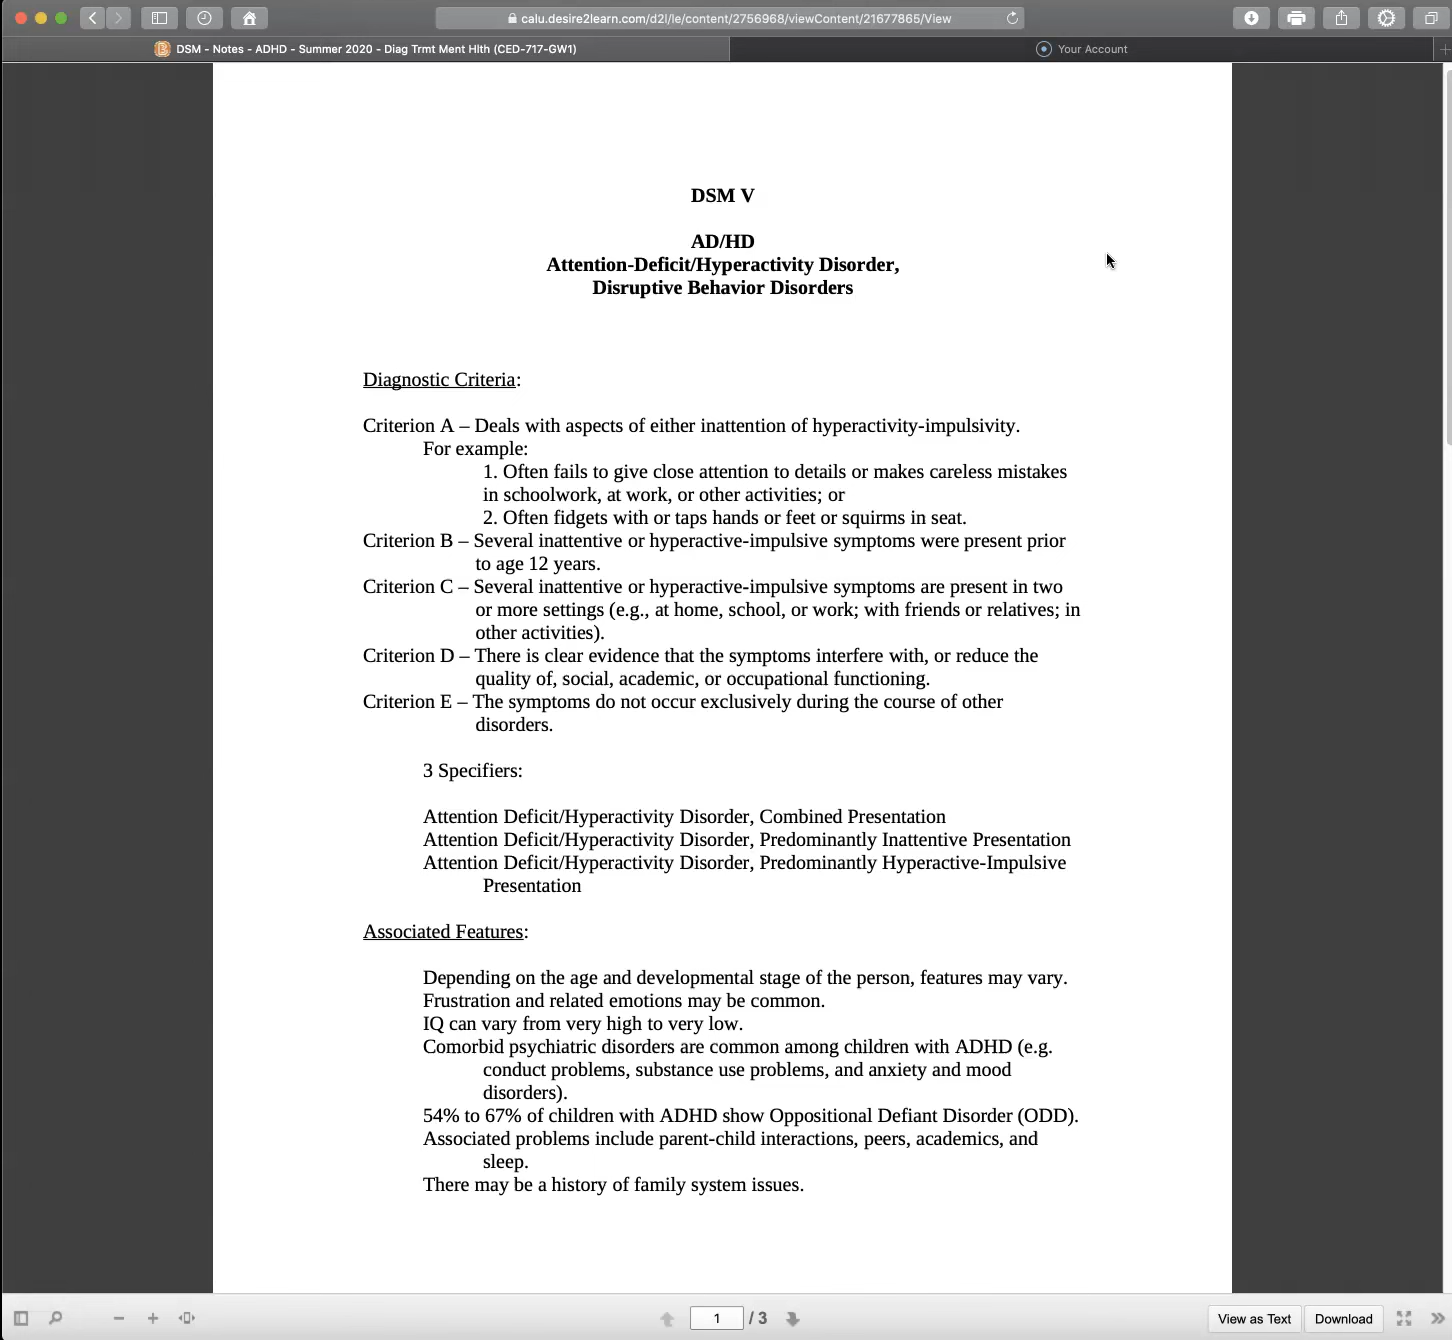 calu.desire2learn.com/d2l/le/content/2756968/viewContent/21677865/View
DSM - Notes - ADHD - Summer 2020 - Diag Trmt Ment Hlth (CED-717-GW1)
Your Account
DSM V
AD/HD
Attention-Deficit/Hyperactivity Disorder,
Disruptive Behavior Disorders
Diagnostic Criteria:
Criterion A – Deals with aspects of either inattention of hyperactivity-impulsivity.
For example:
1. Often fails to give close attention to details or makes careless mistakes
in schoolwork, at work, or other activities; or
2. Often fidgets with or taps hands or feet or squirms in seat.
Criterion B – Several inattentive or hyperactive-impulsive symptoms were present prior
to age 12 years.
Criterion C – Several inattentive or hyperactive-impulsive symptoms are present in two
or more settings (e.g., at home, school, or work; with friends or relatives; in
other activities).
Criterion D – There is clear evidence that the symptoms interfere with, or reduce the
quality of, social, academic, or occupational functioning.
Criterion E – The symptoms do not occur exclusively during the course of other
disorders.
3 Specifiers:
Attention Deficit/Hyperactivity Disorder, Combined Presentation
Attention Deficit/Hyperactivity Disorder, Predominantly Inattentive Presentation
Attention Deficit/Hyperactivity Disorder, Predominantly Hyperactive-Impulsive
Presentation
Associated Features:
Depending on the age and developmental stage of the person, features may vary.
Frustration and related emotions may be common.
IQ can vary from very high to very low.
Comorbid psychiatric disorders are common among children with ADHD (e.g.
conduct problems, substance use problems, and anxiety and mood
disorders).
54% to 67% of children with ADHD show Oppositional Defiant Disorder (ODD).
Associated problems include parent-child interactions, peers, academics, and
sleep.
There may be a history of family system issues.
1 / 3
View as Text Download